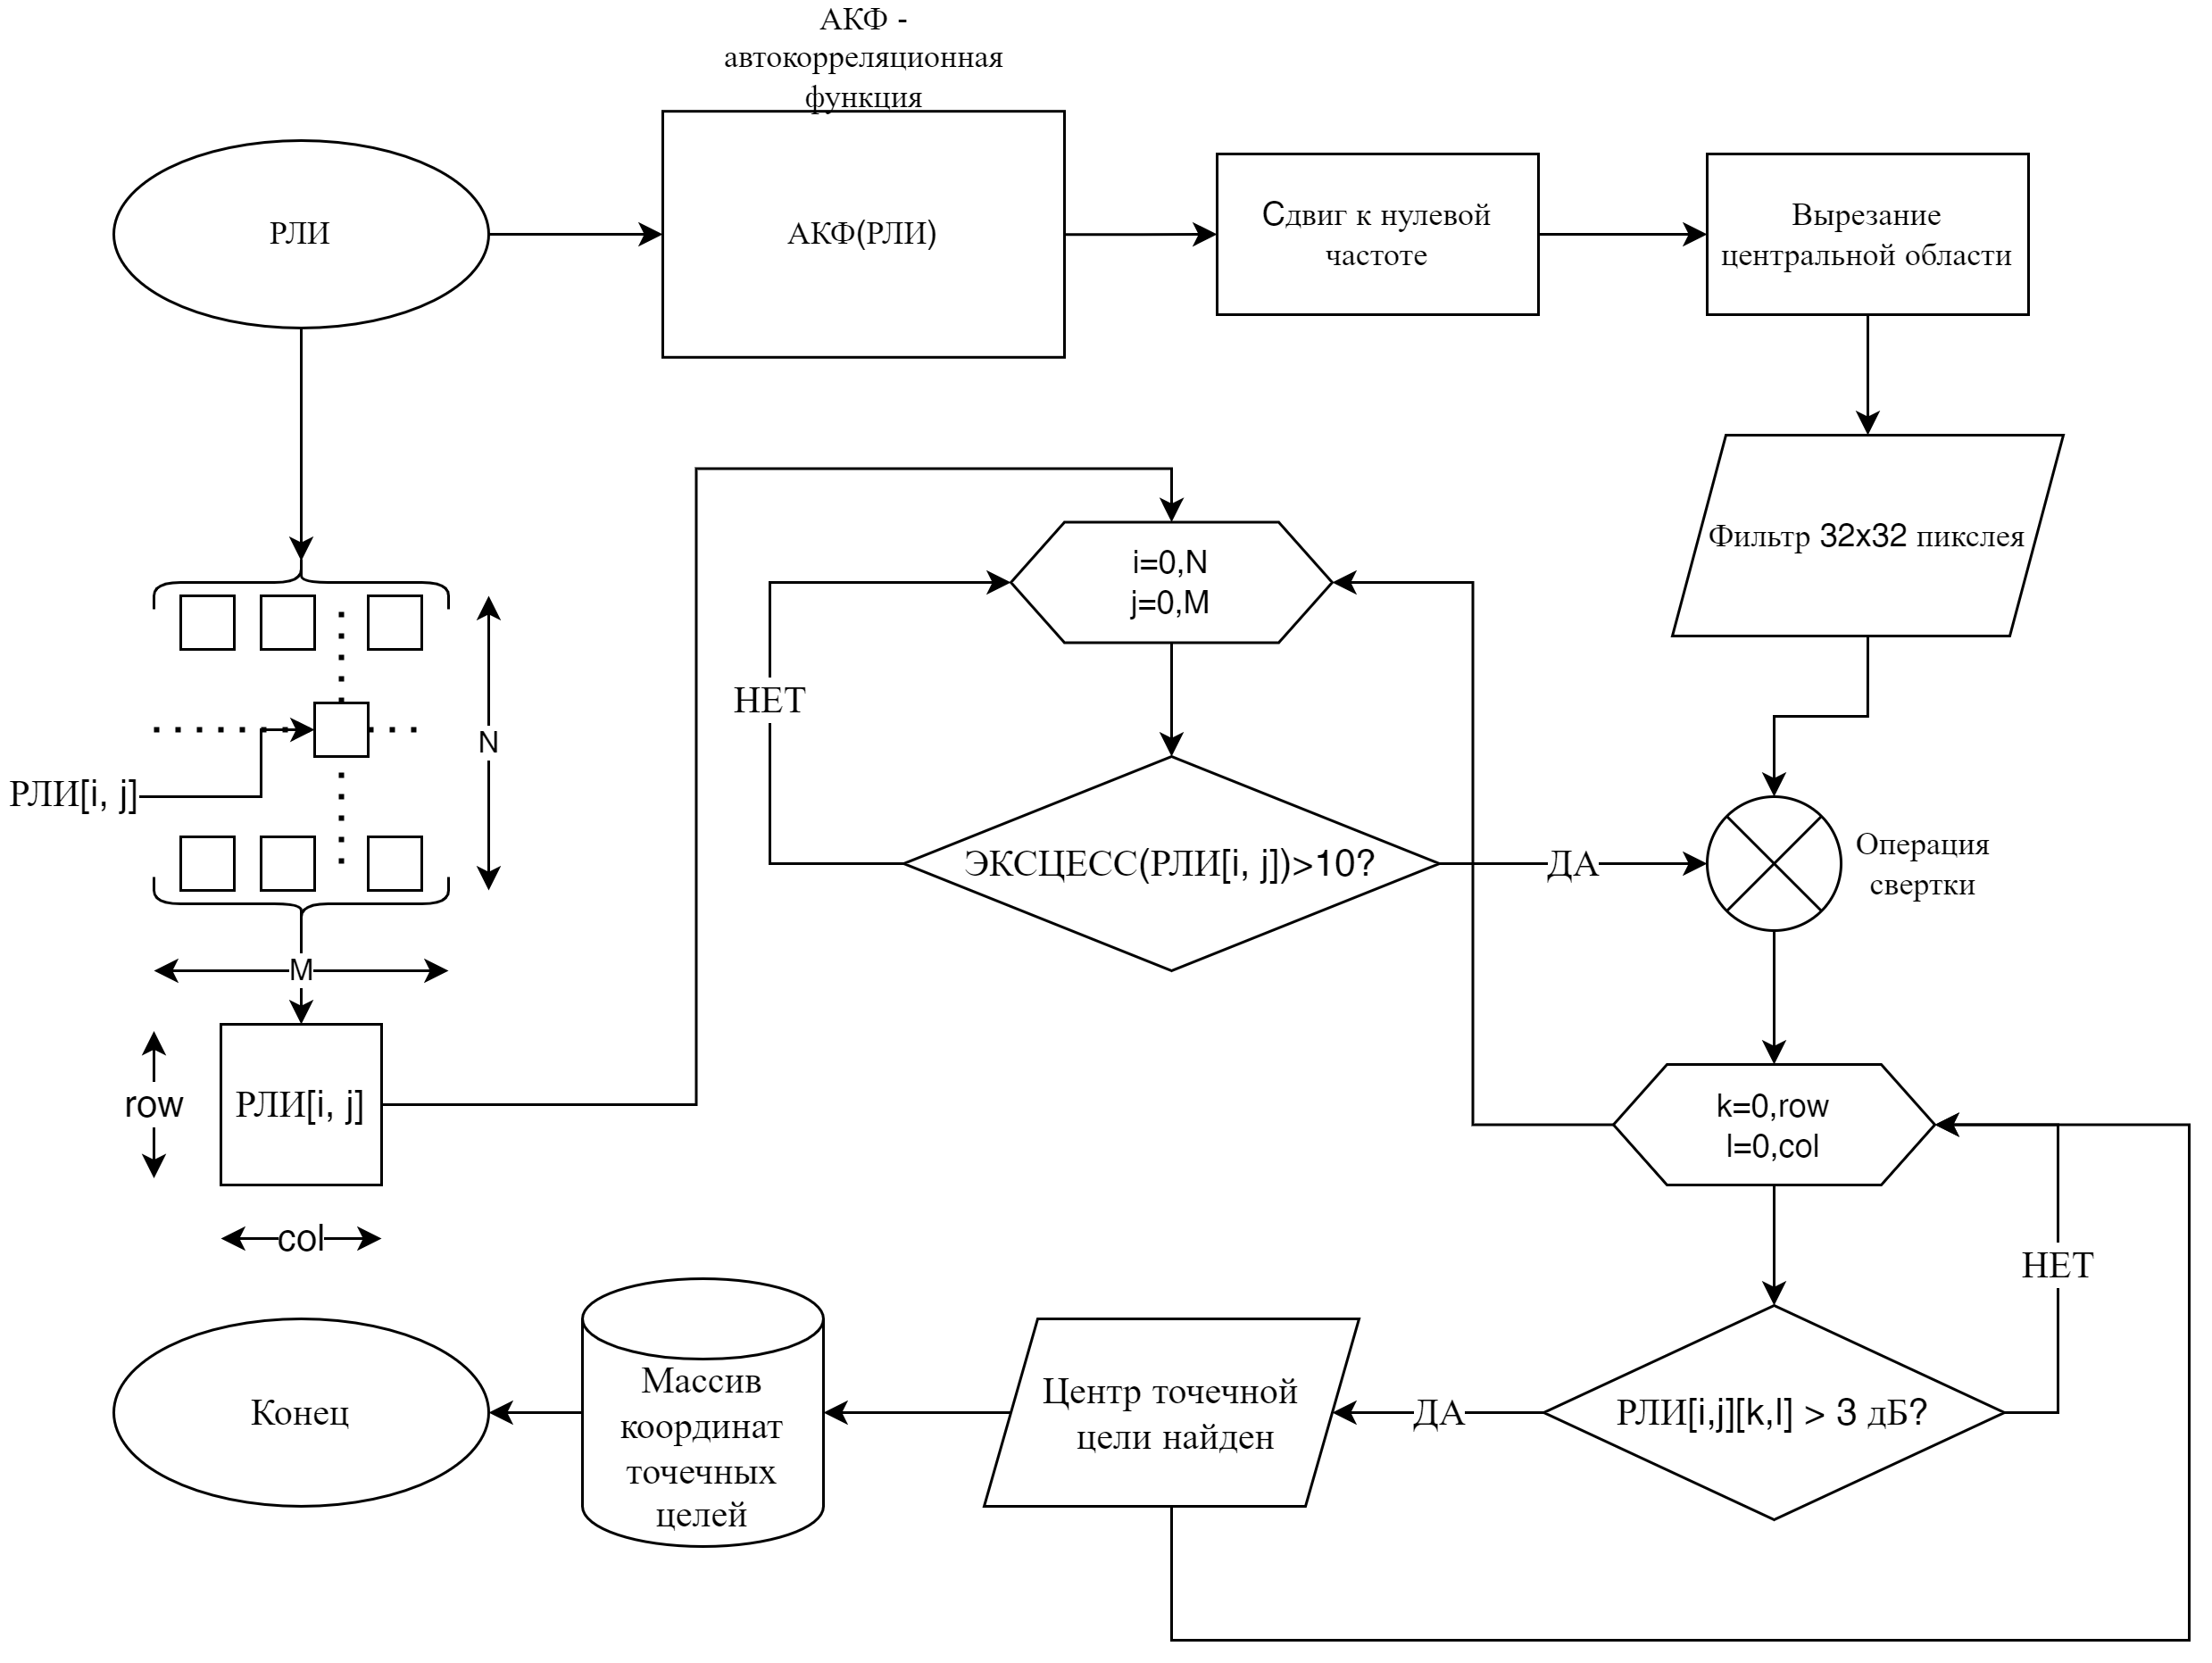 АКФ -
автокорреляционная
функция
РЛИ
АКФ(РЛИ)
Сдвиг к нулевой
частоте
Вырезание
центральной области
Фильтр 32x32 пикслея
i=0,N
j=0,M
НЕТ
N
РЛИ[i, j]
ЭКСЦЕСС(РЛИ[i, j])>10?
ДА
Операция
свертки
M
row
РЛИ[i, j]
col
k=0,row
l=0,col
НЕТ
РЛИ[i,j][k,l] > 3 дБ?
ДА
Центр точечной
цели найден
Массив
координат
точечных
целей
Конец